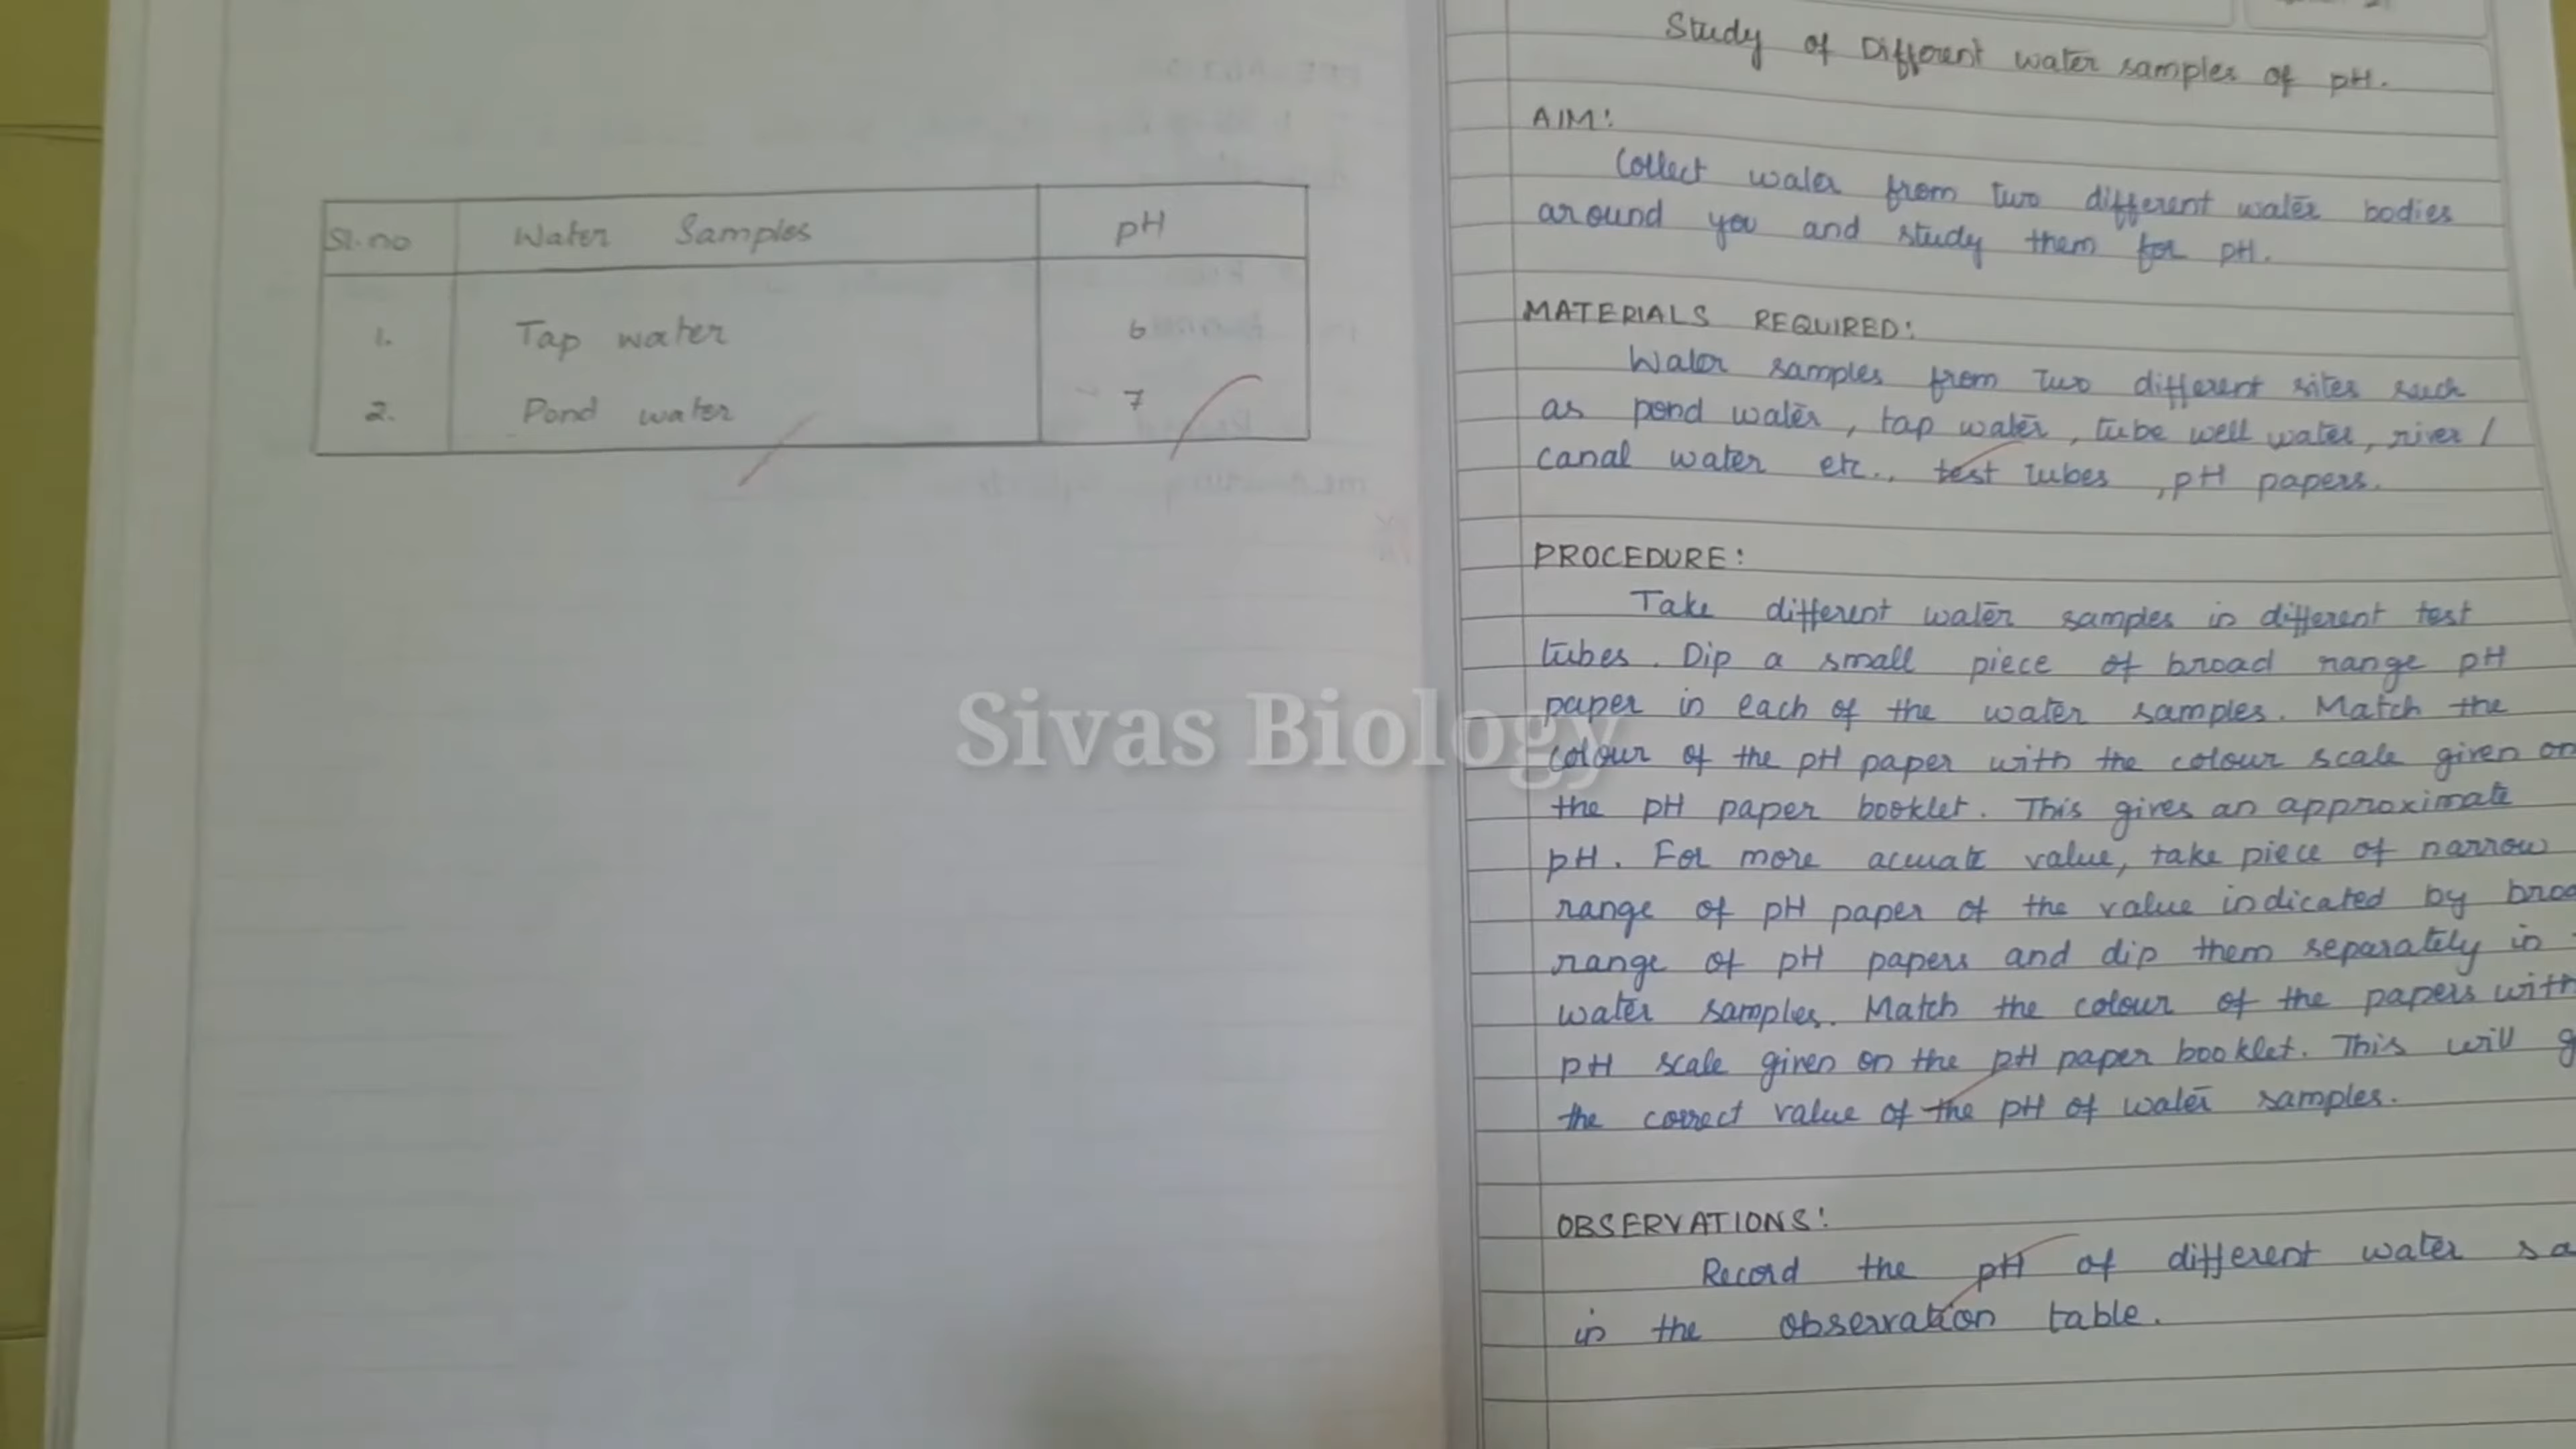 Sl.no Water Samples pH
1. Tap water 6
2. Pond water 7
Study of Different water samples of pH.
AIM:
Collect water from two different water bodies
around you and study them for pH.
MATERIALS REQUIRED:
Water samples from two different sites such
as pond water, tap water, tube well water, river/
canal water etc., test tubes, pH papers.
PROCEDURE:
Take different water samples in different test
tubes. Dip a small piece of broad range pH
paper in each of the water samples. Match the
colour of the pH paper with the colour scale given on
the pH paper booklet. This gives an approximate
pH. For more accurate value, take piece of narrow
range of pH paper of the value indicated by broa
range of pH papers and dip them separately in
water samples. Match the colour of the papers with
pH scale given on the pH paper booklet. This will g
the correct value of the pH of water samples.
OBSERVATIONS:
Record the pH of different water sa
in the observation table.
Sivas Biology